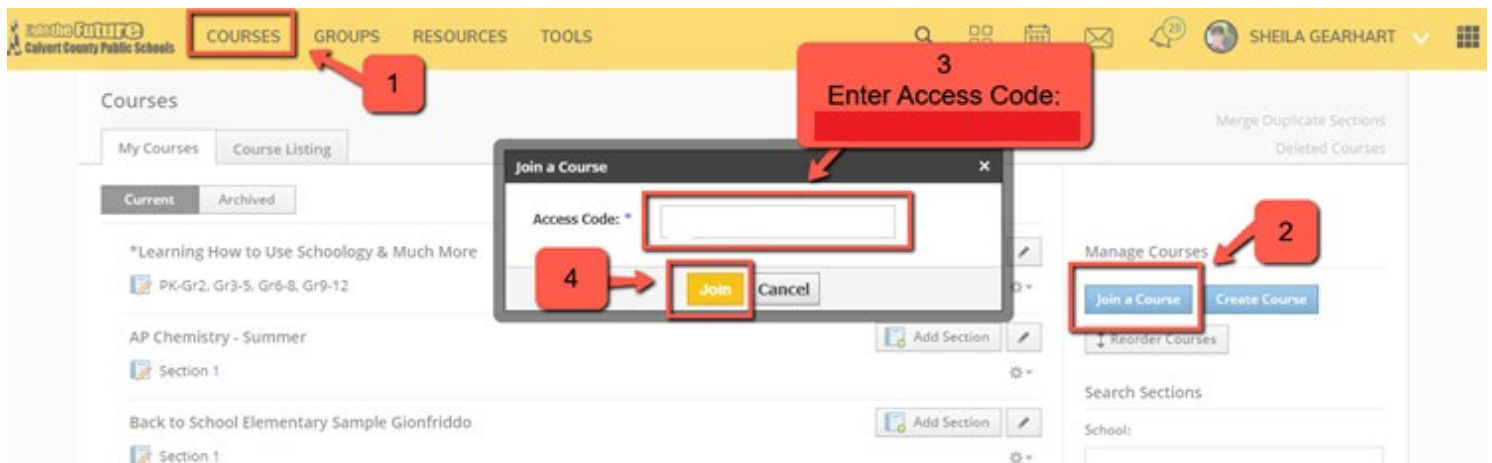 Into the Future
Calvert County Public Schools
COURSES GROUPS RESOURCES TOOLS
28
SHEILA GEARHART
1
3
Enter Access Code:
Courses
Merge Duplicate Sections
Deleted Courses
My Courses Course Listing
Join a Course ×
Current Archived
Access Code: *
2
*Learning How to Use Schoology & Much More
Manage Courses
4
PK-Gr2, Gr3-5, Gr6-8, Gr9-12
Join Cancel
Join a Course Create Course
AP Chemistry - Summer
Add Section
Reorder Courses
Section 1
Search Sections
Back to School Elementary Sample Gionfriddo
Add Section
School:
Section 1